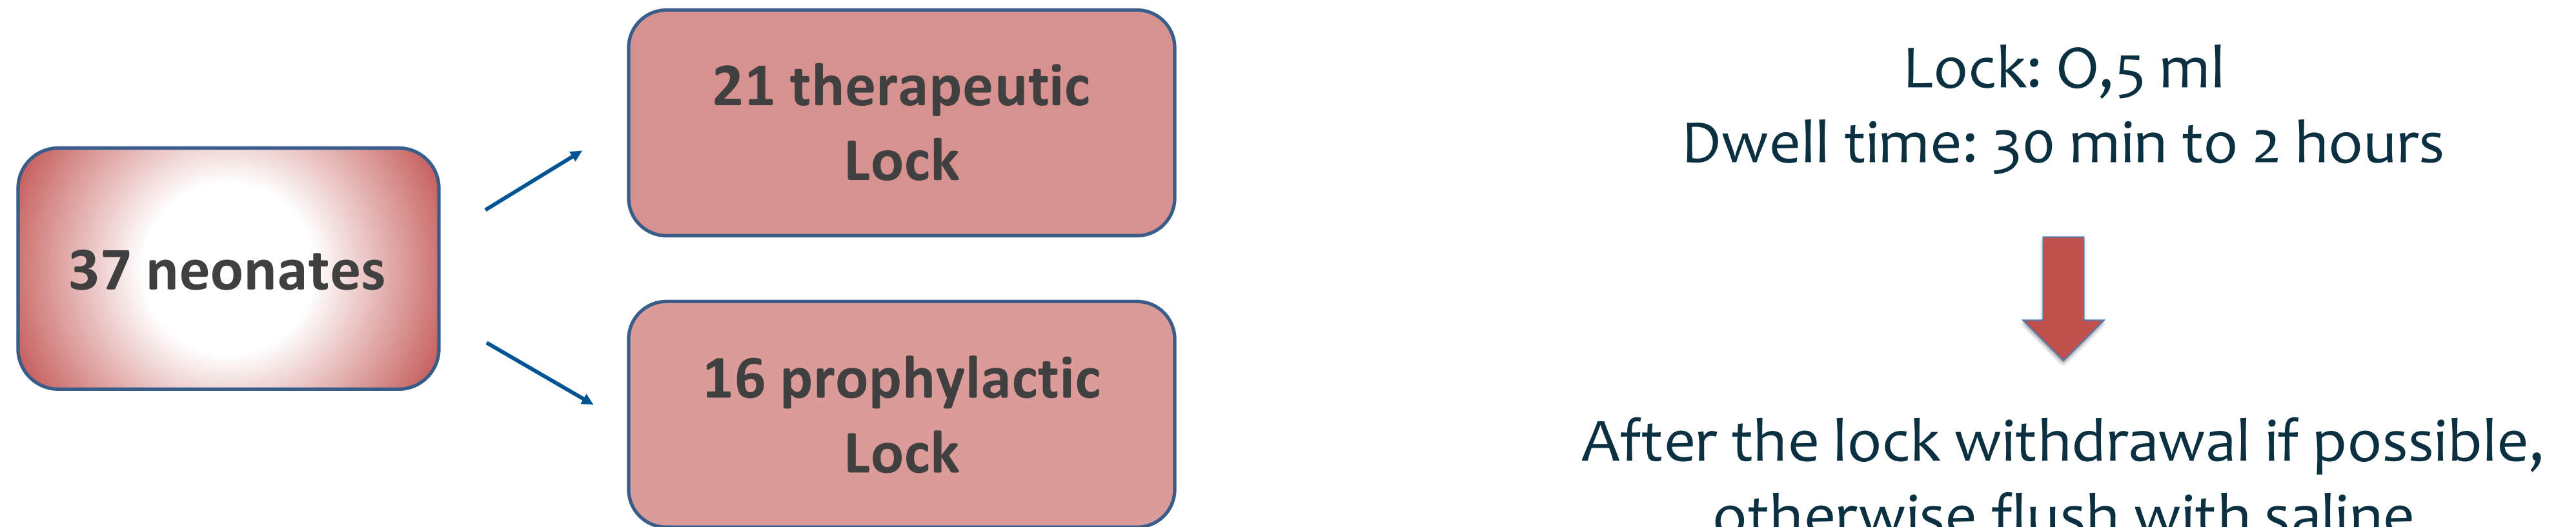 37 neonates
21 therapeutic
Lock
16 prophylactic
Lock
Lock: O,5 ml
Dwell time: 30 min to 2 hours
After the lock withdrawal if possible,
otherwise flush with saline